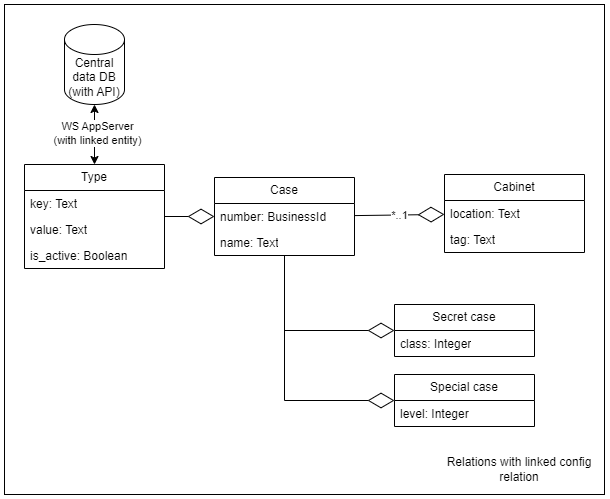 Central
data DB
(with API)
WS AppServer
(with linked entity)
Type
key: Text
value: Text
is_active: Boolean
Case
number: BusinessId
name: Text
*..1
Cabinet
location: Text
tag: Text
Secret case
class: Integer
Special case
level: Integer
Relations with linked config
relation